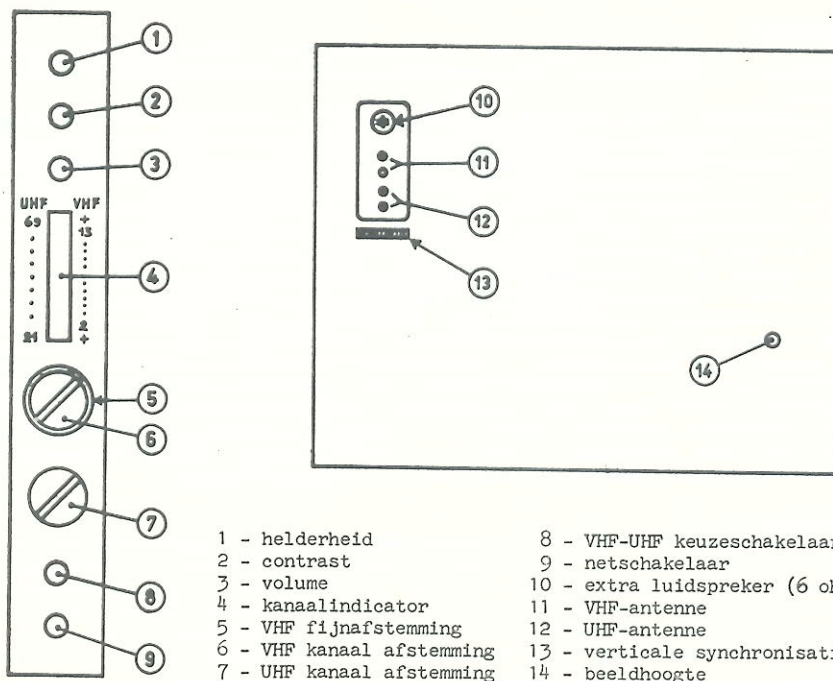 1
2
3
UHF VHF
69 +
13
4
21 2
+
5
6
7
8
9
10
11
12
13
14
1 - helderheid
2 - contrast
3 - volume
4 - kanaalindicator
5 - VHF fijnafstemming
6 - VHF kanaal afstemming
7 - UHF kanaal afstemming
8 - VHF-UHF keuzeschakelaar
9 - netschakelaar
10 - extra luidspreker (6 o
11 - VHF-antenne
12 - UHF-antenne
13 - verticale synchronisati
14 - beeldhoogte